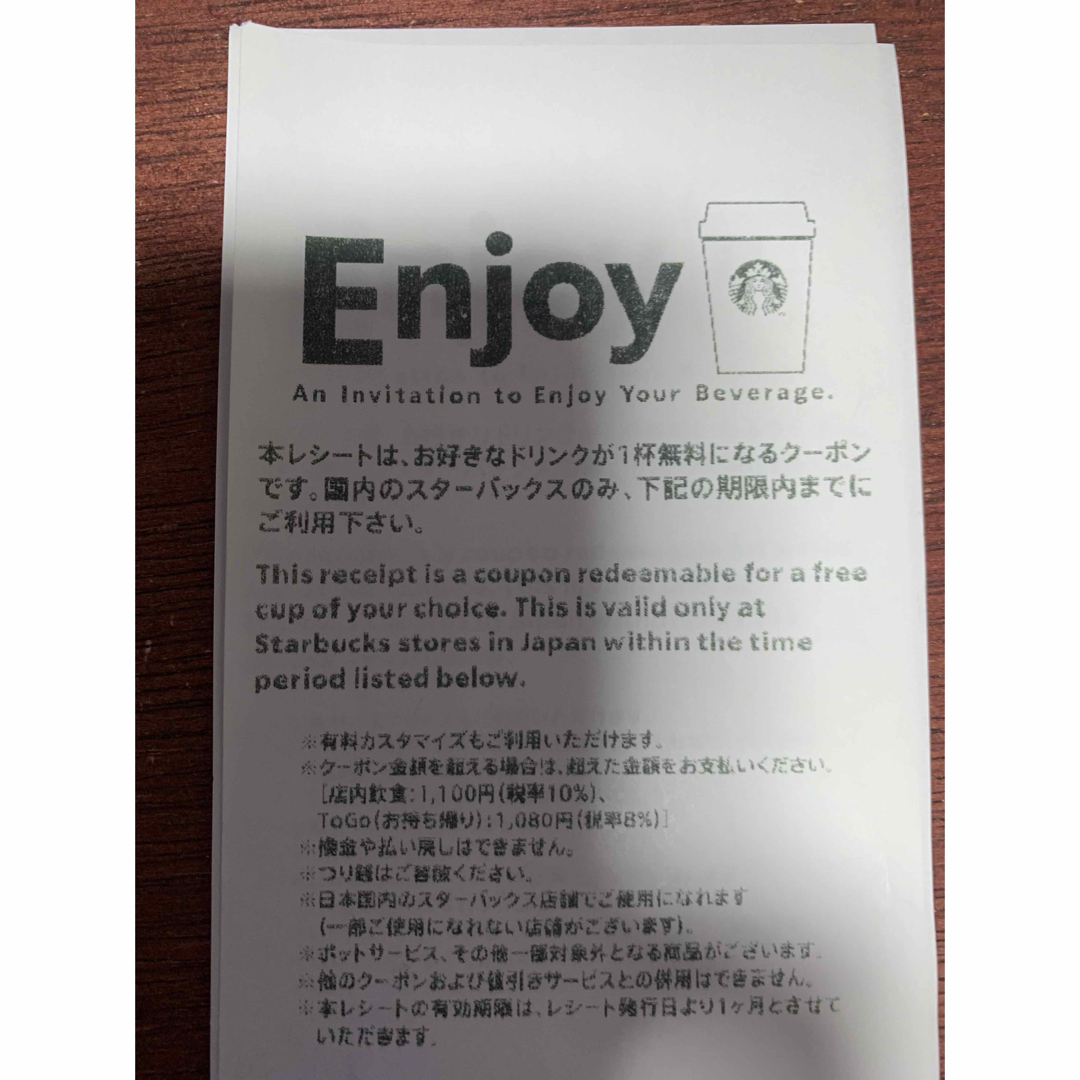 Enjoy
An Invitation to Enjoy Your Beverage.
本レシートは、お好きなドリンクが1杯無料になるクーポン
です。国内のスターバックスのみ、下記の期限内までに
ご利用下さい。
This receipt is a coupon redeemable for a free
cup of your choice. This is valid only at
Starbucks stores in Japan within the time
period listed below.
※有料カスタマイズもご利用いただけます。
※クーポン金額を超える場合は、超えた金額をお支払いください。
[店内飲食:1,100円(税率10%)、
ToGo(お持ち帰り):1,080円(税率8%)]
※換金や払い戻しはできません。
※つり銭はご容赦ください。
※日本国内のスターバックス店舗でご使用になれます
(一部ご使用になれない店舗がございます)。
※ポットサービス、その他一部対象外となる商品がございます。
※他のクーポンおよび値引きサービスとの併用はできません。
※本レシートの有効期限は、レシート発行日より1ヶ月とさせて
いただきます。